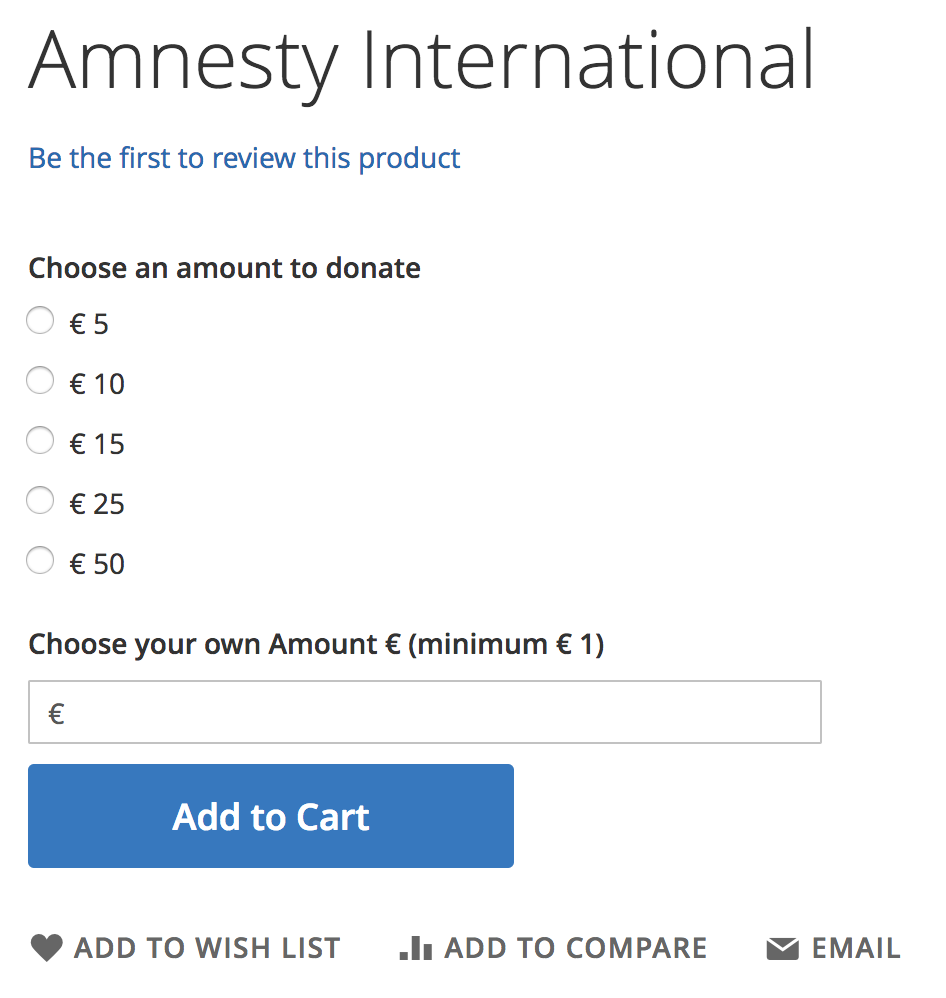 Amnesty International
Be the first to review this product
Choose an amount to donate
€ 5
€ 10
€ 15
€ 25
€ 50
Choose your own Amount € (minimum € 1)
€
Add to Cart
ADD TO WISH LIST ADD TO COMPARE EMAIL